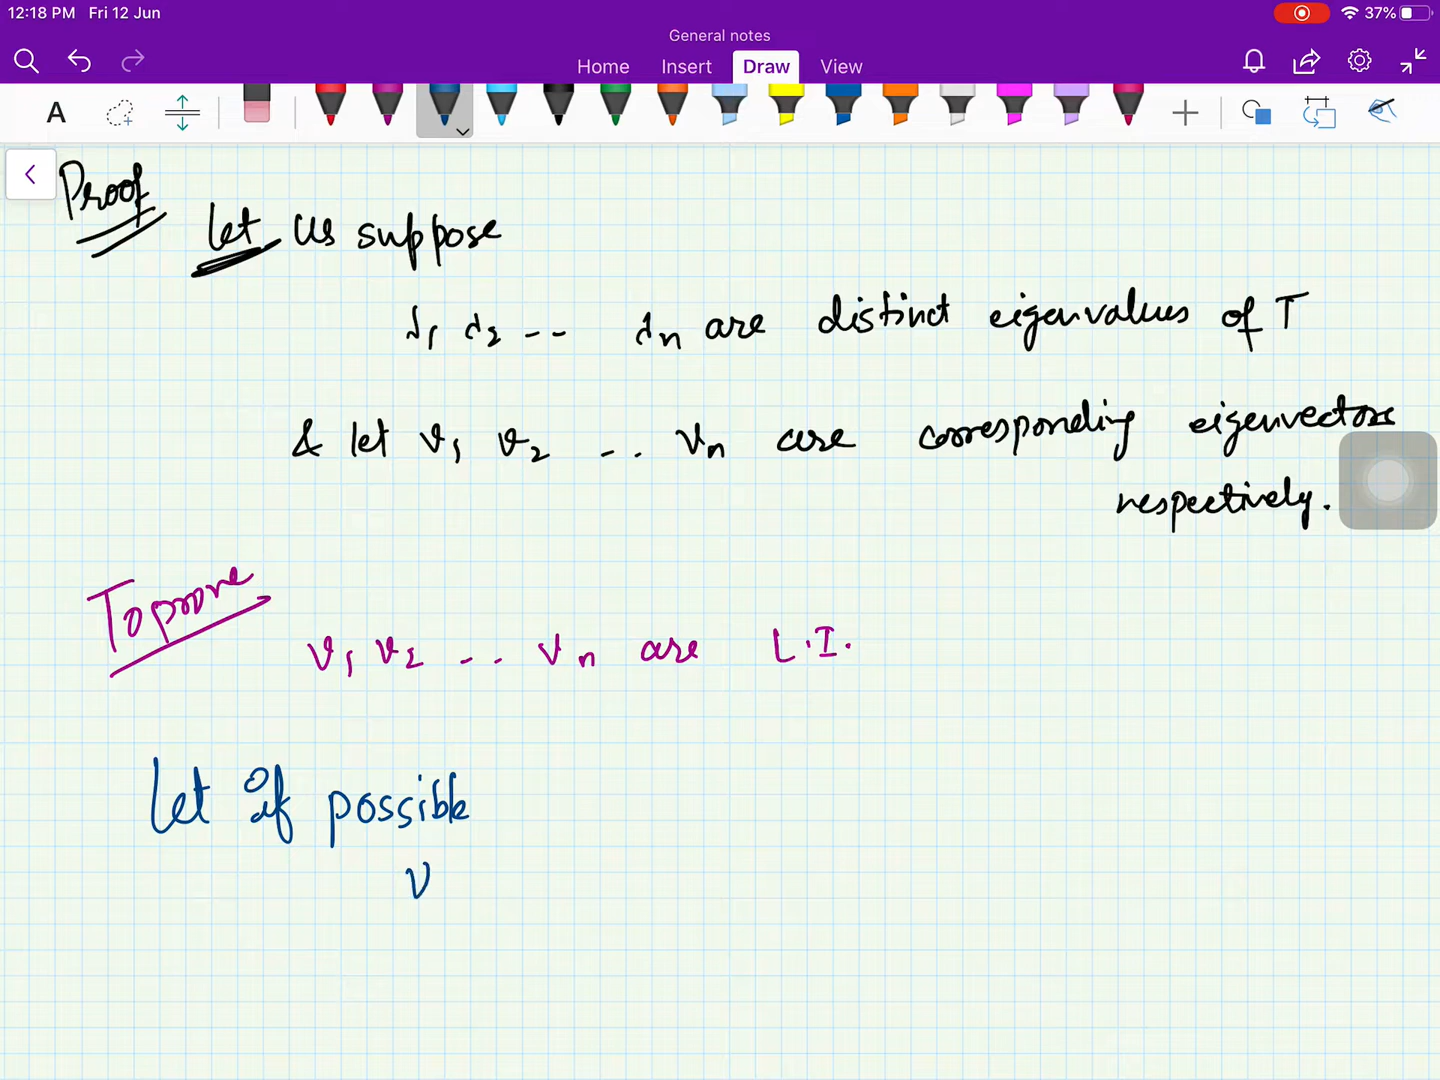 12:18 PM Fri 12 Jun 37%
General notes
Home Insert Draw View
A
Proof
Let us suppose
λ1 λ2 -- λn are distinct eigenvalues of T
& let v1 v2 .. vn are corresponding eigenvectors
respectively.
To prove
v1 v2 .. vn are L.I.
Let if possible
v